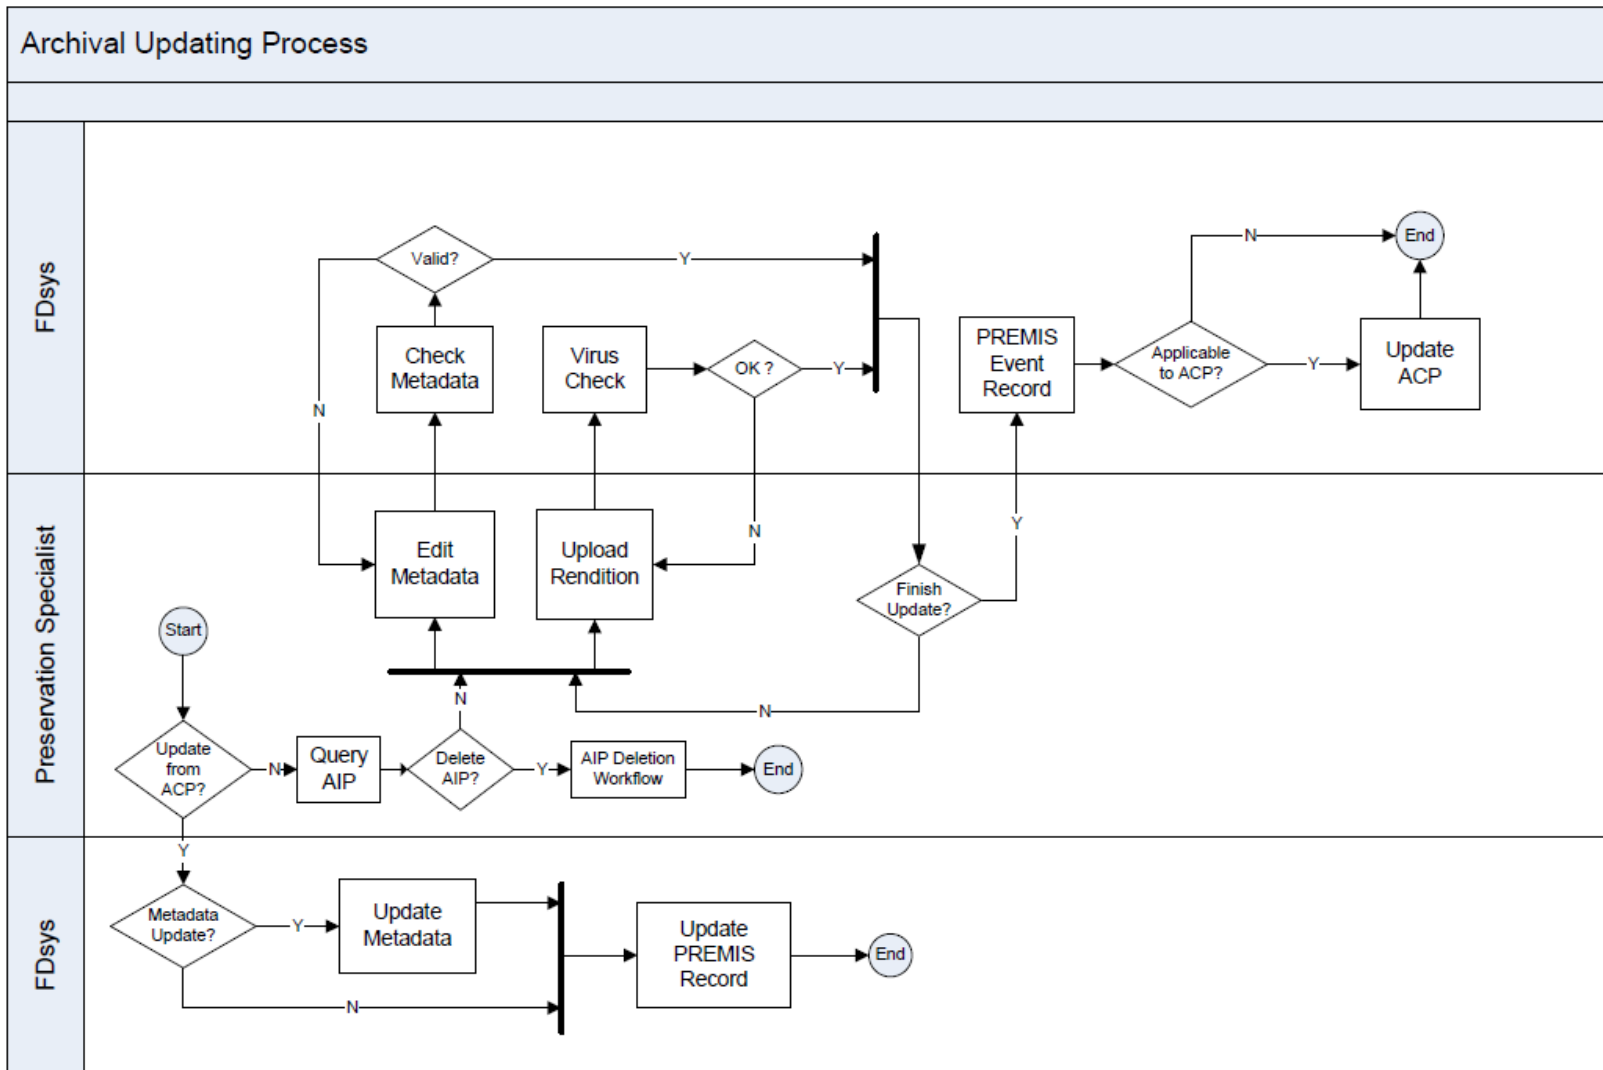 Archival Updating Process
FDsys
Valid?
Y
N
End
Check
Metadata
Virus
Check
OK ?
Y
N
PREMIS
Event
Record
Applicable
to ACP?
Y
Update
ACP
N
Preservation Specialist
Edit
Metadata
Upload
Rendition
N
Y
Finish
Update?
Start
N
N
Update
from
ACP?
N
Query
AIP
Delete
AIP?
Y
AIP Deletion
Workflow
End
Y
FDsys
Metadata
Update?
Y
Update
Metadata
Update
PREMIS
Record
End
N